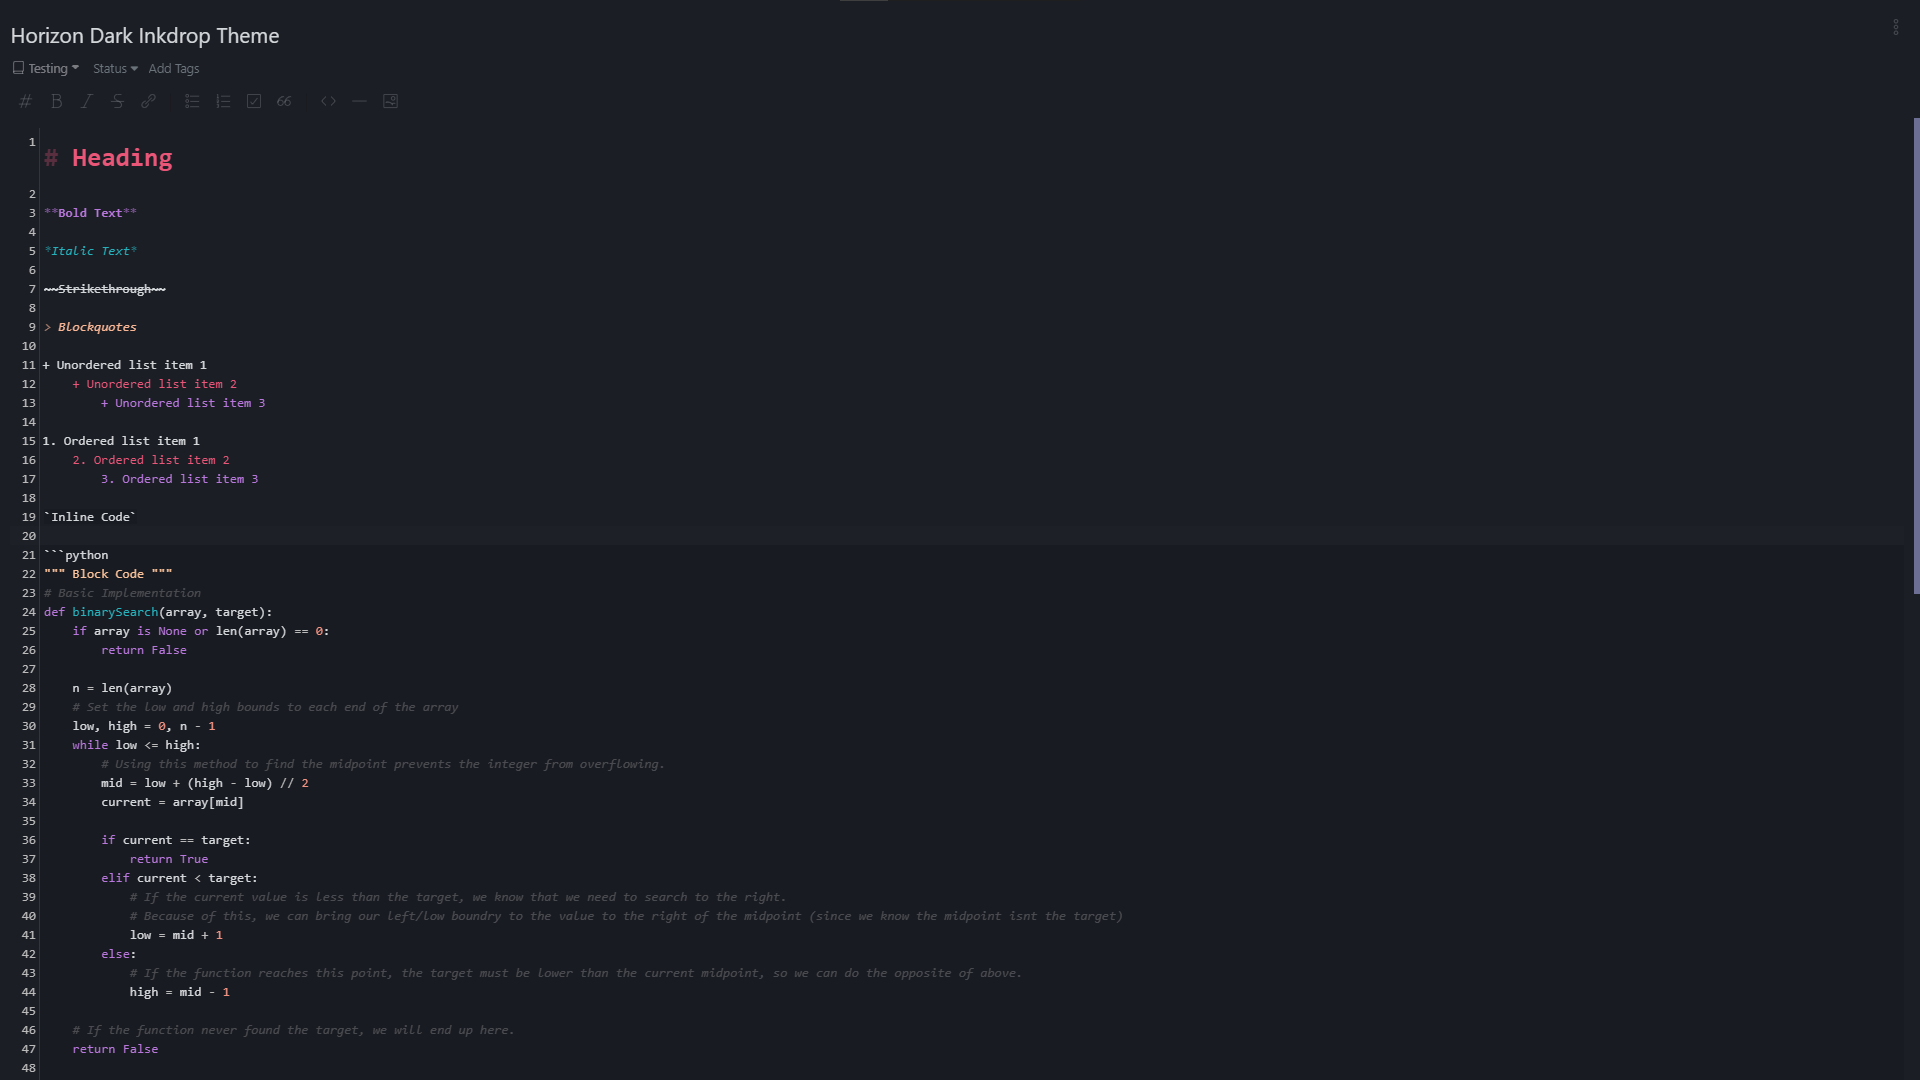 Horizon Dark Inkdrop Theme
Testing Status Add Tags
1 # Heading
2
3 **Bold Text**
4
5 *Italic Text*
6
7 ~~Strikethrough~~
8
9 > Blockquotes
10
11 + Unordered list item 1
12     + Unordered list item 2
13         + Unordered list item 3
14
15 1. Ordered list item 1
16     2. Ordered list item 2
17         3. Ordered list item 3
18
19 `Inline Code`
20
21 ```python
22 """ Block Code """
23 # Basic Implementation
24 def binarySearch(array, target):
25     if array is None or len(array) == 0:
26         return False
27
28     n = len(array)
29     # Set the low and high bounds to each end of the array
30     low, high = 0, n - 1
31     while low <= high:
32         # Using this method to find the midpoint prevents the integer from overflowing.
33         mid = low + (high - low) // 2
34         current = array[mid]
35
36         if current == target:
37             return True
38         elif current < target:
39             # If the current value is less than the target, we know that we need to search to the right.
40             # Because of this, we can bring our left/low boundry to the value to the right of the midpoint (since we know the midpoint isnt the target)
41             low = mid + 1
42         else:
43             # If the function reaches this point, the target must be lower than the current midpoint, so we can do the opposite of above.
44             high = mid - 1
45
46     # If the function never found the target, we will end up here.
47     return False
48